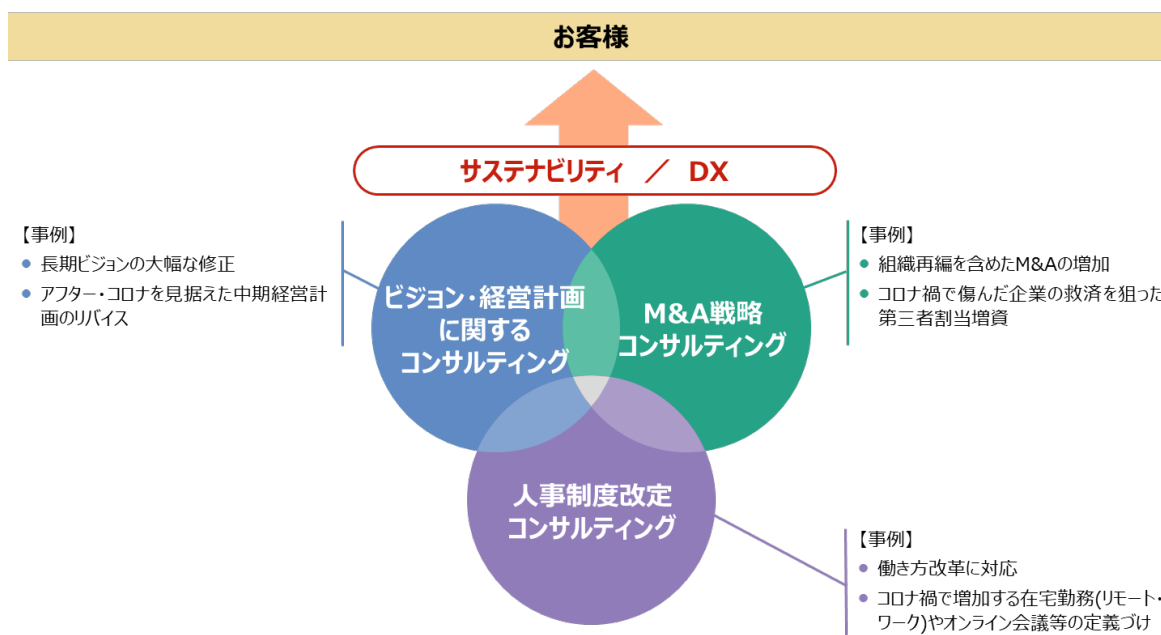 お客様
サステナビリティ ／ DX
【事例】
● 長期ビジョンの大幅な修正
● アフター・コロナを見据えた中期経営計
画のリバイス
ビジョン・経営計画
に関する
コンサルティング
M&A戦略
コンサルティング
【事例】
● 組織再編を含めたM&Aの増加
● コロナ禍で傷んだ企業の救済を狙った
第三者割当増資
人事制度改定
コンサルティング
【事例】
● 働き方改革に対応
● コロナ禍で増加する在宅勤務(リモート・
ワーク)やオンライン会議等の定義づけ